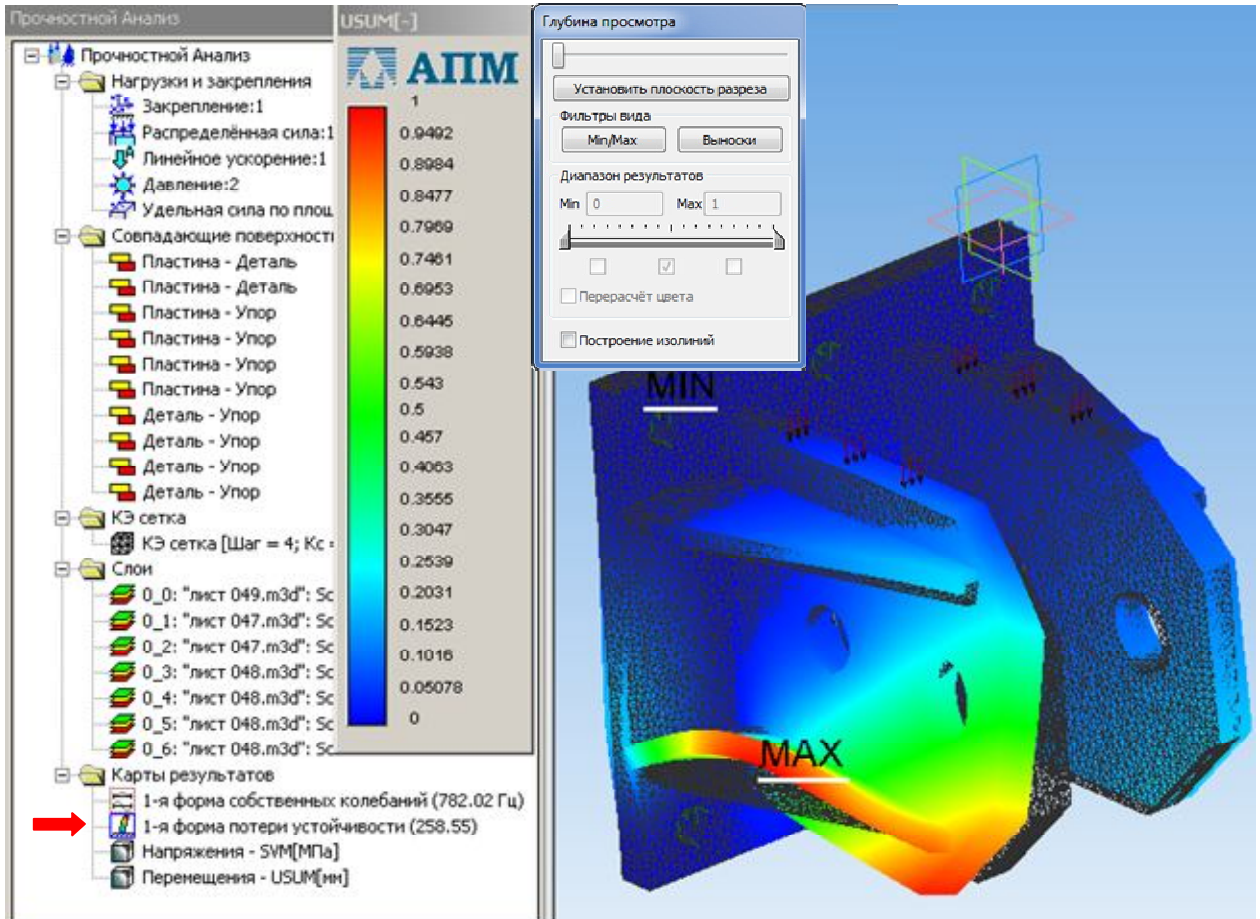 Прочностной Анализ
Прочностной Анализ
Нагрузки и закрепления
Закрепление:1
Распределённая сила:1
Линейное ускорение:1
Давление:2
Удельная сила по площ
Совпадающие поверхности
Пластина - Деталь
Пластина - Деталь
Пластина - Упор
Пластина - Упор
Пластина - Упор
Пластина - Упор
Деталь - Упор
Деталь - Упор
Деталь - Упор
Деталь - Упор
КЭ сетка
КЭ сетка [Шаг = 4; Кс =
Слои
0_0: "лист 049.m3d": Sc
0_1: "лист 047.m3d": Sc
0_2: "лист 047.m3d": Sc
0_3: "лист 048.m3d": Sc
0_4: "лист 048.m3d": Sc
0_5: "лист 048.m3d": Sc
0_6: "лист 048.m3d": Sc
Карты результатов
1-я форма собственных колебаний (782.02 Гц)
1-я форма потери устойчивости (258.55)
Напряжения - SVM[МПа]
Перемещения - USUM[мм]
USUM[-]
АПМ
1
0.9492
0.8984
0.8477
0.7969
0.7461
0.6953
0.6445
0.5938
0.543
0.5
0.457
0.4063
0.3555
0.3047
0.2539
0.2031
0.1523
0.1016
0.05078
0
Глубина просмотра
Установить плоскость разреза
Фильтры вида
Min/Max Выноски
Диапазон результатов
Min 0 Max 1
Перерасчёт цвета
Построение изолиний
MIN
MAX